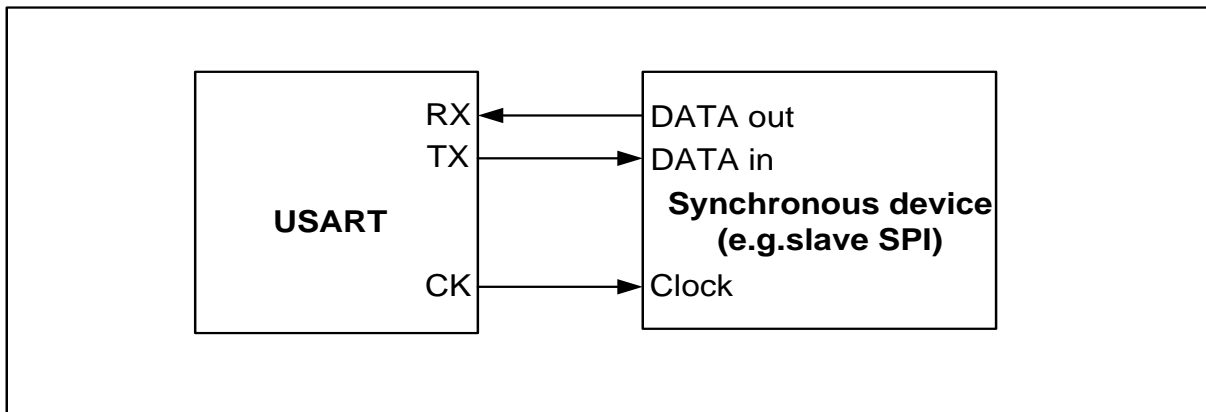 RX
DATA out
TX
DATA in
USART
Synchronous device
(e.g.slave SPI)
CK
Clock